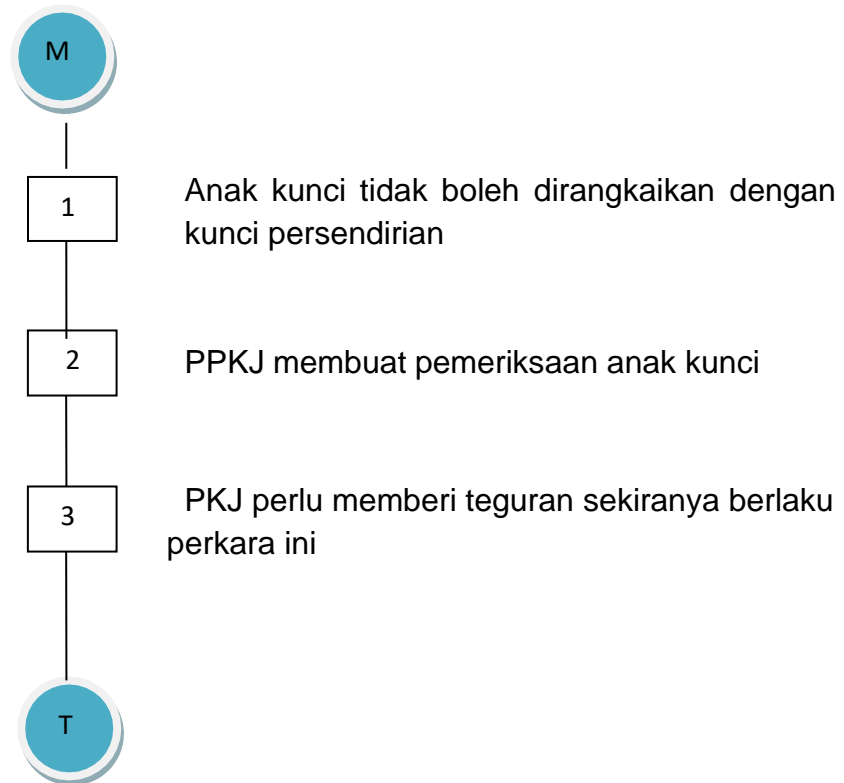 M
1
Anak kunci tidak boleh dirangkaikan dengan
kunci persendirian
2
PPKJ membuat pemeriksaan anak kunci
3
PKJ perlu memberi teguran sekiranya berlaku
perkara ini
T